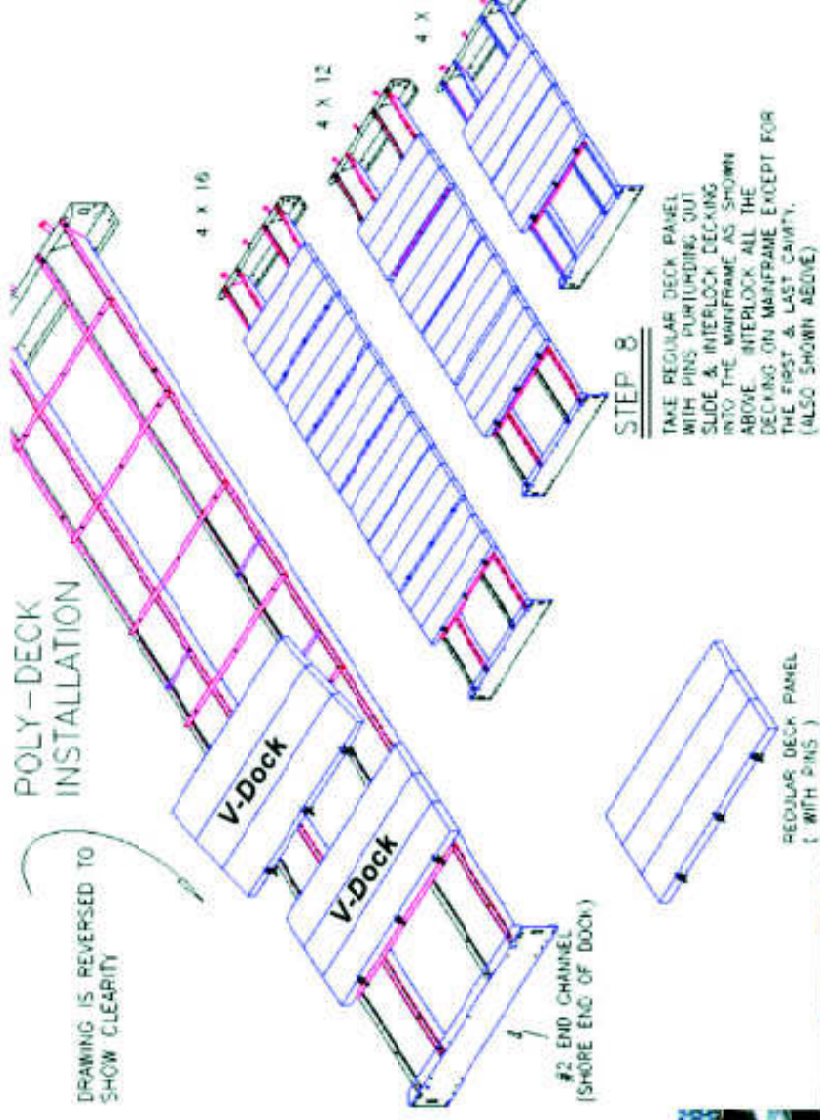 POLY-DECK
INSTALLATION
DRAWING IS REVERSED TO
SHOW CLEARITY
V-Dock
V-Dock
#2 END CHANNEL
(SHORE END OF DOCK)
4 X 16
4 X 12
4 X
STEP 8
TAKE REGULAR DECK PANEL
WITH PINS PURTURDING OUT
SLIDE & INTERLOCK DECKING
INTO THE MAINFRAME AS SHOWN
ABOVE. INTERLOCK ALL THE
DECKING ON MAINFRAME EXCEPT FOR
THE FIRST & LAST CAVITY.
(ALSO SHOWN ABOVE)
REGULAR DECK PANEL
( WITH PINS )